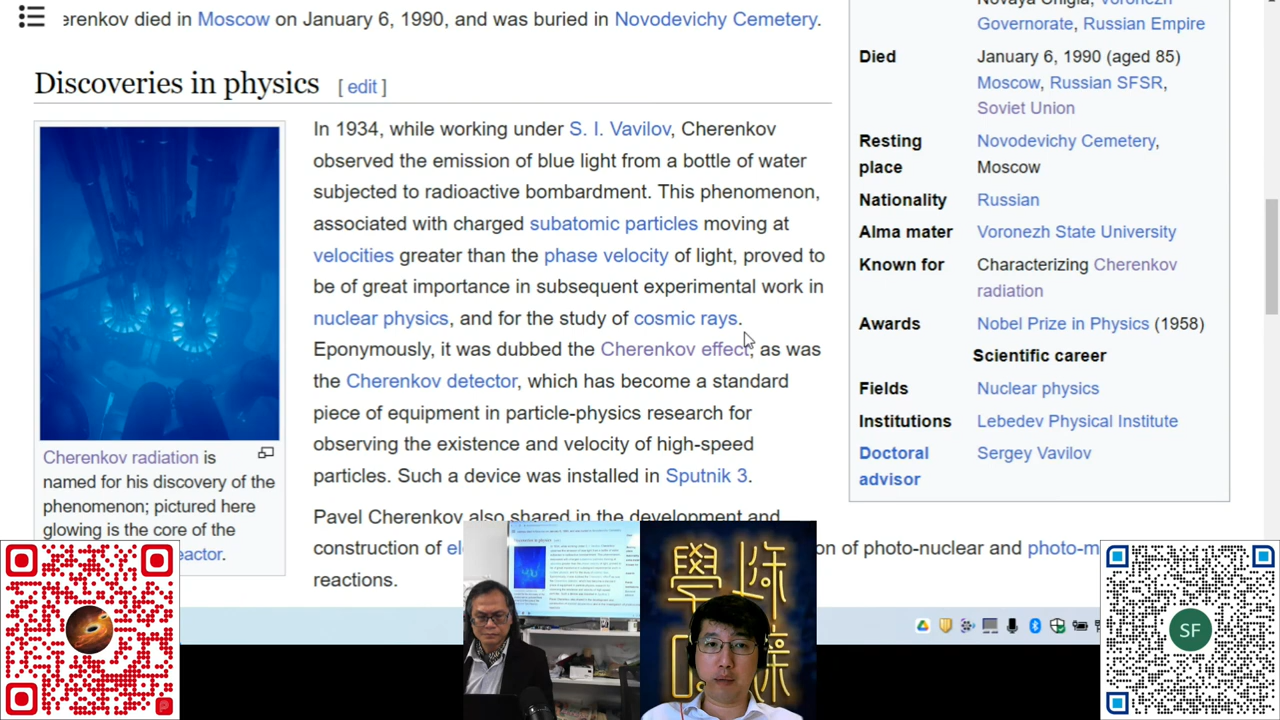 erenkov died in Moscow on January 6, 1990, and was buried in Novodevichy Cemetery.
Discoveries in physics [ edit ]
In 1934, while working under S. I. Vavilov, Cherenkov
observed the emission of blue light from a bottle of water
subjected to radioactive bombardment. This phenomenon,
associated with charged subatomic particles moving at
velocities greater than the phase velocity of light, proved to
be of great importance in subsequent experimental work in
nuclear physics, and for the study of cosmic rays.
Eponymously, it was dubbed the Cherenkov effect, as was
the Cherenkov detector, which has become a standard
piece of equipment in particle-physics research for
observing the existence and velocity of high-speed
particles. Such a device was installed in Sputnik 3.
Pavel Cherenkov also shared in the development and
construction of el
on of photo-nuclear and photo-m
reactions.
Cherenkov radiation is
named for his discovery of the
phenomenon; pictured here
glowing is the core of the
eactor.
Novaya Chigla, Voronezh
Governorate, Russian Empire
Died January 6, 1990 (aged 85)
Moscow, Russian SFSR,
Soviet Union
Resting place Novodevichy Cemetery,
Moscow
Nationality Russian
Alma mater Voronezh State University
Known for Characterizing Cherenkov
radiation
Awards Nobel Prize in Physics (1958)
Scientific career
Fields Nuclear physics
Institutions Lebedev Physical Institute
Doctoral advisor Sergey Vavilov
SF